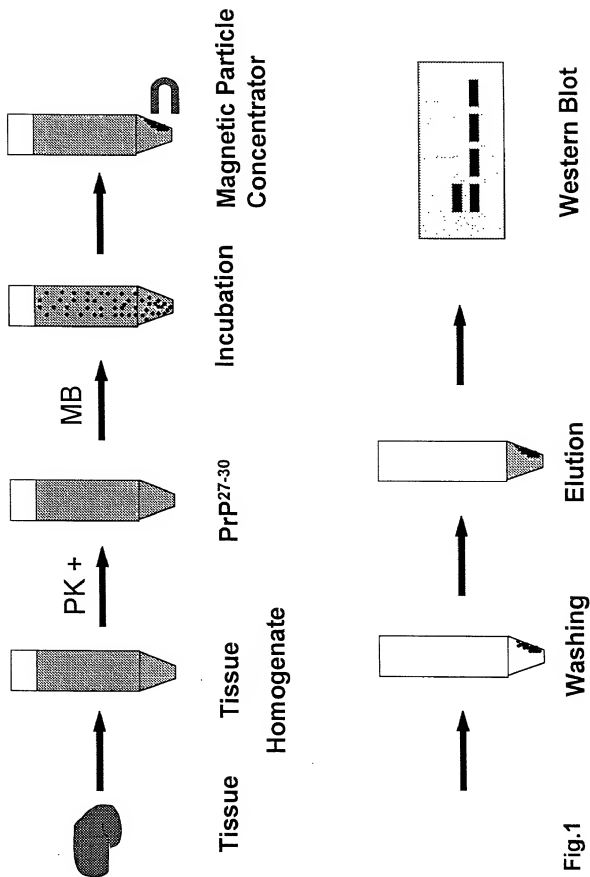 PK +
MB
Tissue
Tissue
Homogenate
PrP27-30
Incubation
Magnetic Particle
Concentrator
Washing
Elution
Western Blot
Fig.1